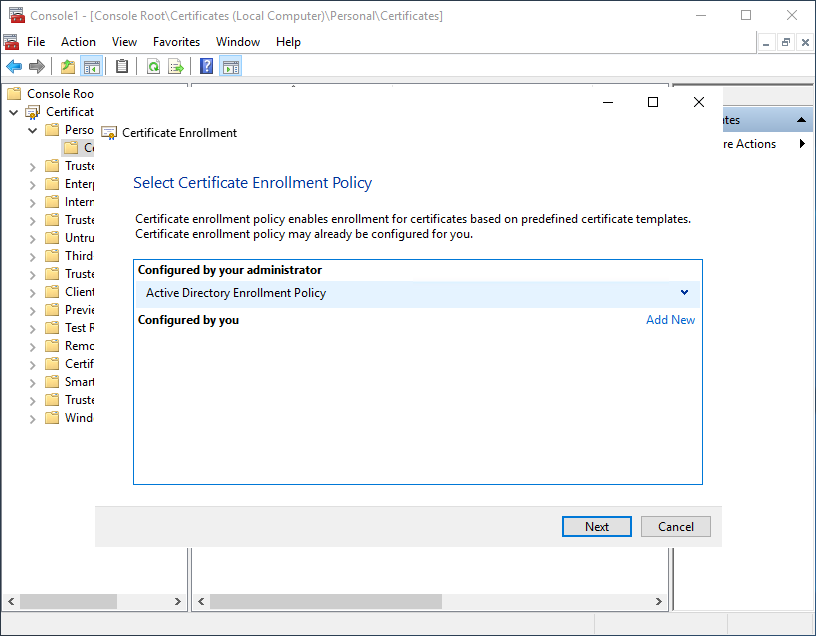 Console1 - [Console Root\Certificates (Local Computer)\Personal\Certificates]
File Action View Favorites Window Help
Console Roo
Certificat
Perso
Truste
Enterp
Intern
Truste
Untru
Third
Truste
Client
Previe
Test R
Remo
Certif
Smart
Truste
Wind
Certificate Enrollment
Select Certificate Enrollment Policy
Certificate enrollment policy enables enrollment for certificates based on predefined certificate templates.
Certificate enrollment policy may already be configured for you.
Configured by your administrator
Active Directory Enrollment Policy
Configured by you Add New
Next Cancel
tes
re Actions